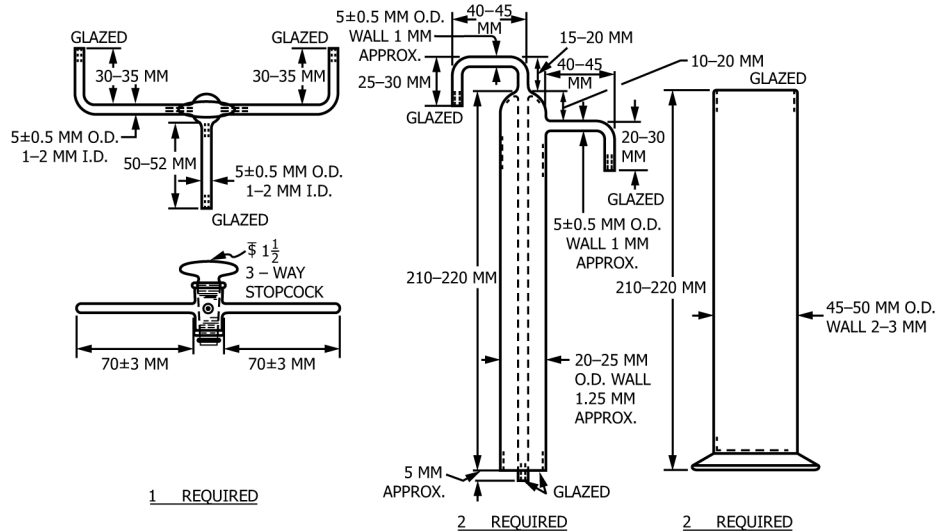 GLAZED
GLAZED
30–35 MM
30–35 MM
5±0.5 MM O.D.
1–2 MM I.D.
50–52 MM
5±0.5 MM O.D.
1–2 MM I.D.
GLAZED
$ 1 1/2
3 – WAY
STOPCOCK
70±3 MM
70±3 MM
1 REQUIRED
5±0.5 MM O.D.
WALL 1 MM
APPROX.
40–45
MM
15–20 MM
25–30 MM
GLAZED
40–45
MM
10–20 MM
20–30
MM
GLAZED
5±0.5 MM O.D.
WALL 1 MM
APPROX.
210–220 MM
20–25 MM
O.D. WALL
1.25 MM
APPROX.
5 MM
APPROX.
GLAZED
2 REQUIRED
GLAZED
210–220 MM
45–50 MM O.D.
WALL 2–3 MM
2 REQUIRED